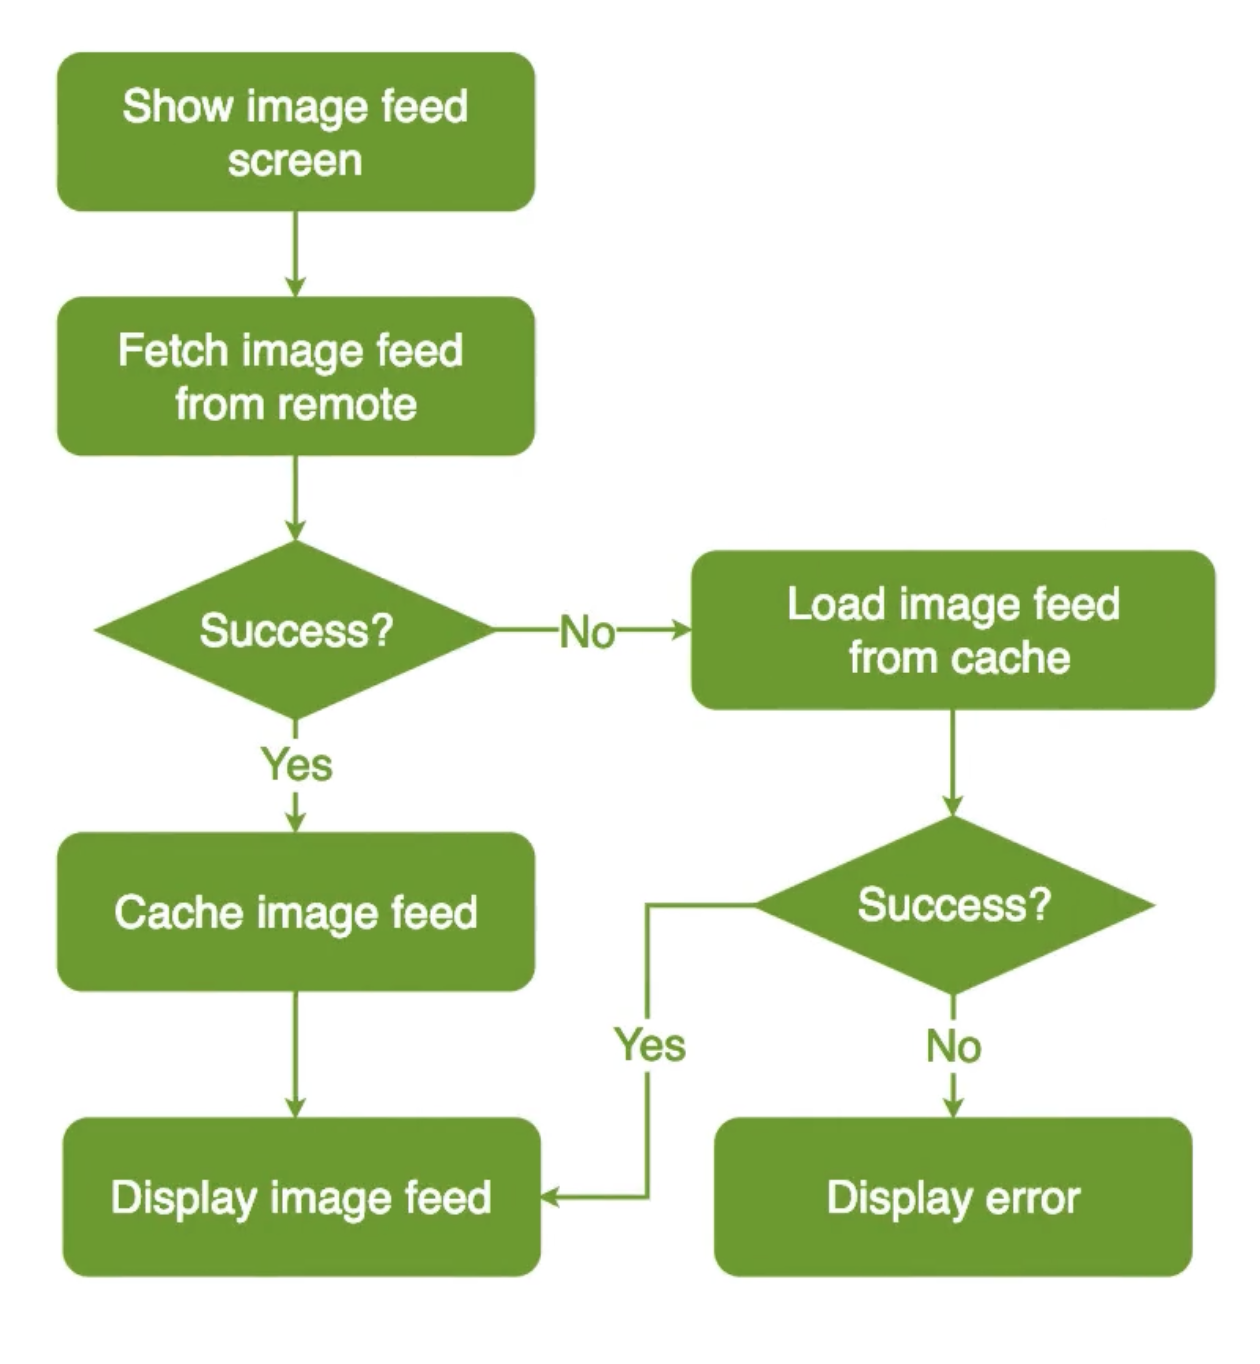 Show image feed
screen
Fetch image feed
from remote
Success?
No
Load image feed
from cache
Yes
Cache image feed
Success?
Yes
No
Display image feed
Display error